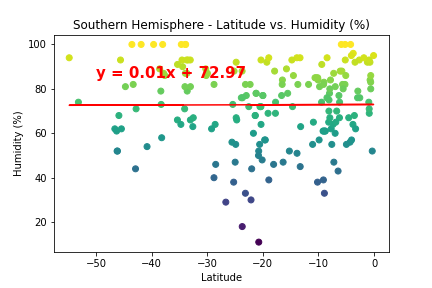 Southern Hemisphere - Latitude vs. Humidity (%)
100
y = 0.01x + 72.97
80
60
40
20
Humidity (%)
−50 −40 −30 −20 −10 0
Latitude